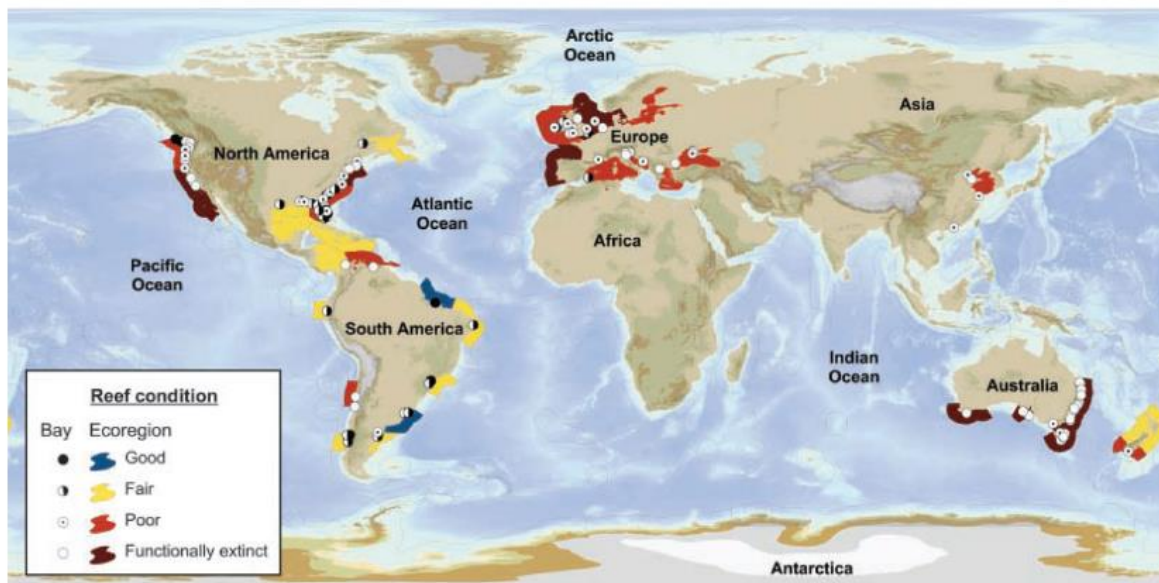 Arctic
Ocean
Asia
Europe
North America
Atlantic
Ocean
Africa
Pacific
Ocean
South America
Indian
Ocean
Australia
Reef condition
Bay Ecoregion
Good
Fair
Poor
Functionally extinct
Antarctica